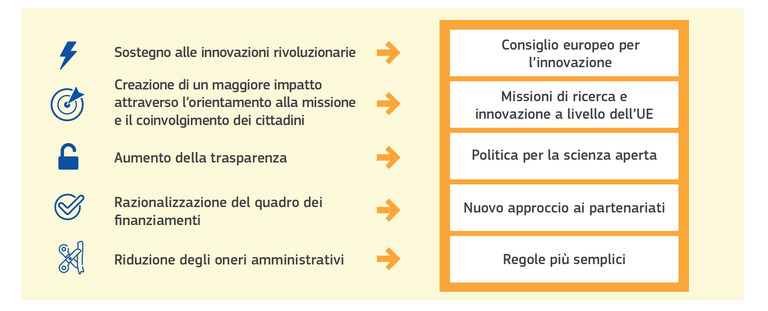 Sostegno alle innovazioni rivoluzionarie
Consiglio europeo per
l'innovazione
Creazione di un maggiore impatto
attraverso l'orientamento alla missione
e il coinvolgimento dei cittadini
Missioni di ricerca e
innovazione a livello dell'UE
Aumento della trasparenza
Politica per la scienza aperta
Razionalizzazione del quadro dei
finanziamenti
Nuovo approccio ai partenariati
Riduzione degli oneri amministrativi
Regole più semplici